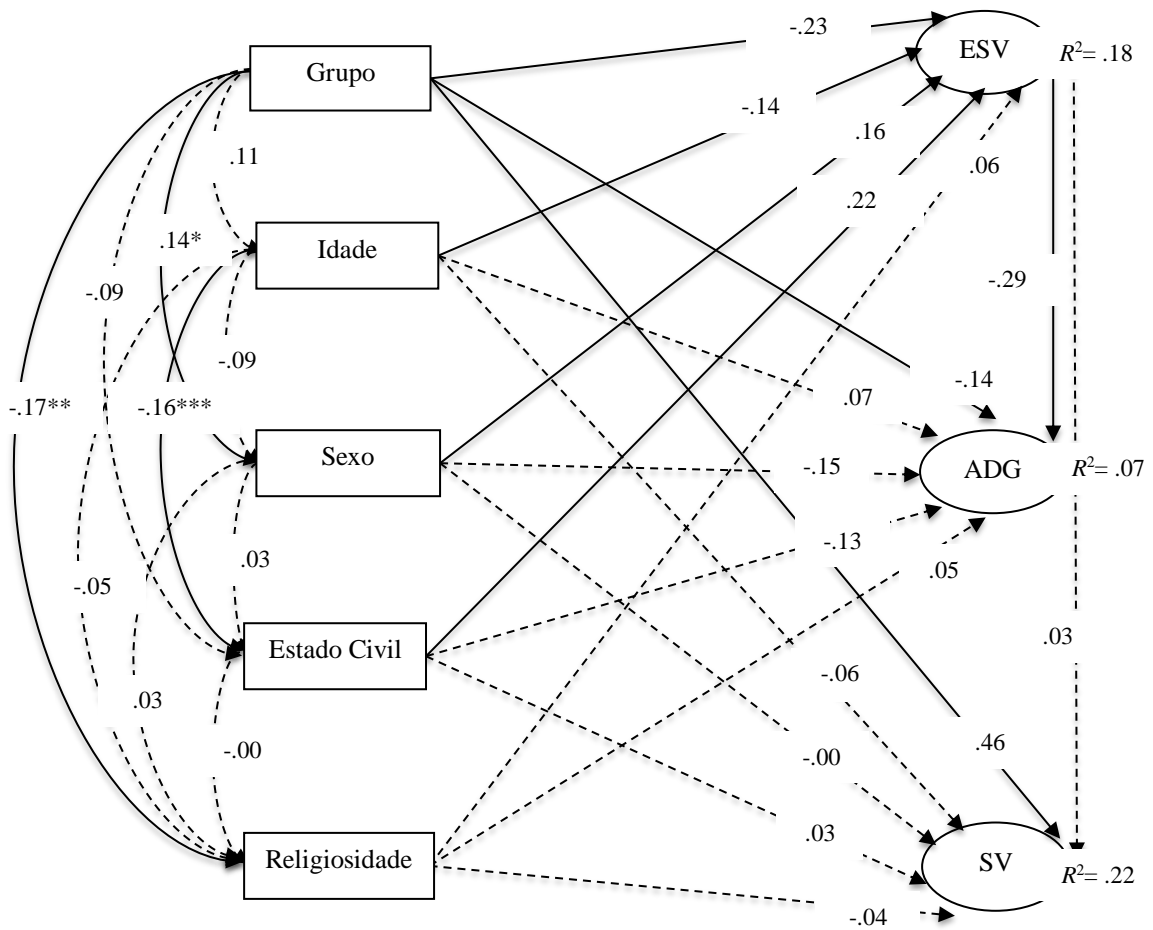 -.23
ESV
R²= .18
Grupo
-.14
.16
.11
.06
.22
.14*
Idade
-.09
-.29
-.09
-.14
.07
-.17**
-.16***
Sexo
-.15
ADG
R²= .07
-.13
.03
.05
-.05
Estado Civil
.03
-.06
.03
-.00
.46
-.00
.03
Religiosidade
SV
R²= .22
-.04